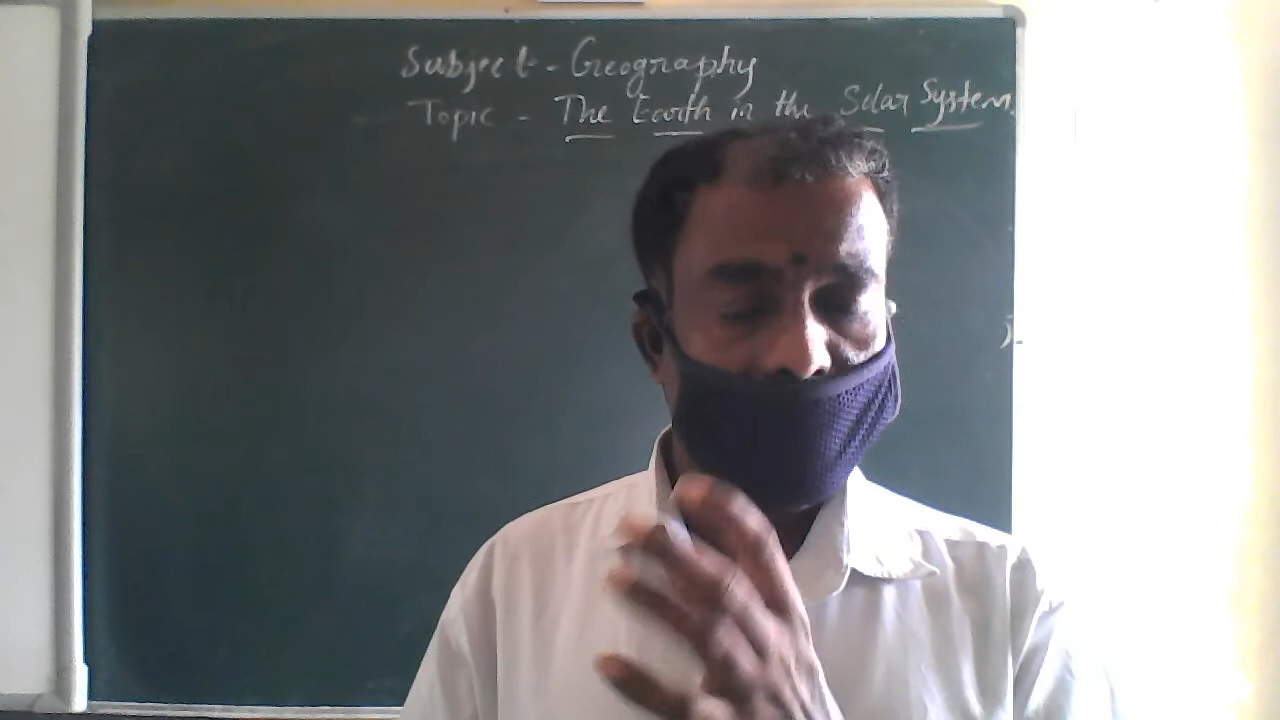 Subject - Geography
Topic - The Earth in the Solar System.